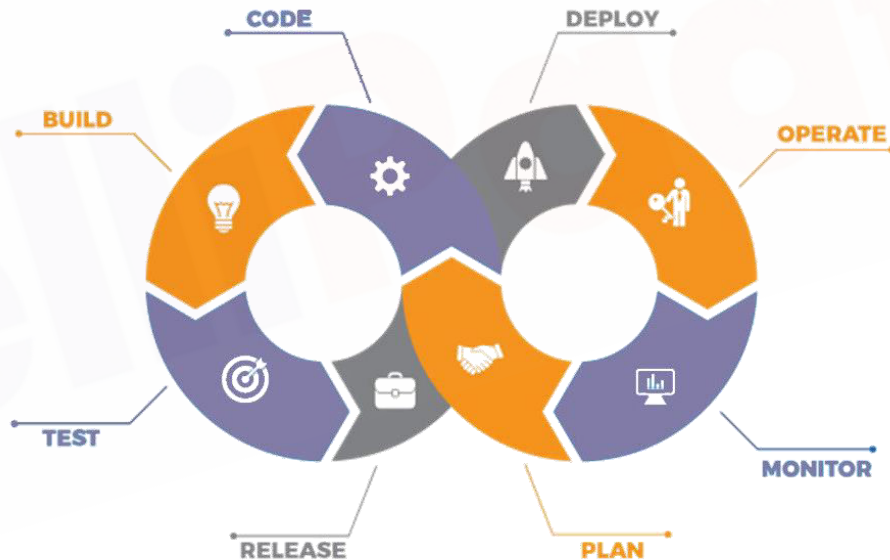 CODE
DEPLOY
BUILD
OPERATE
TEST
MONITOR
RELEASE
PLAN